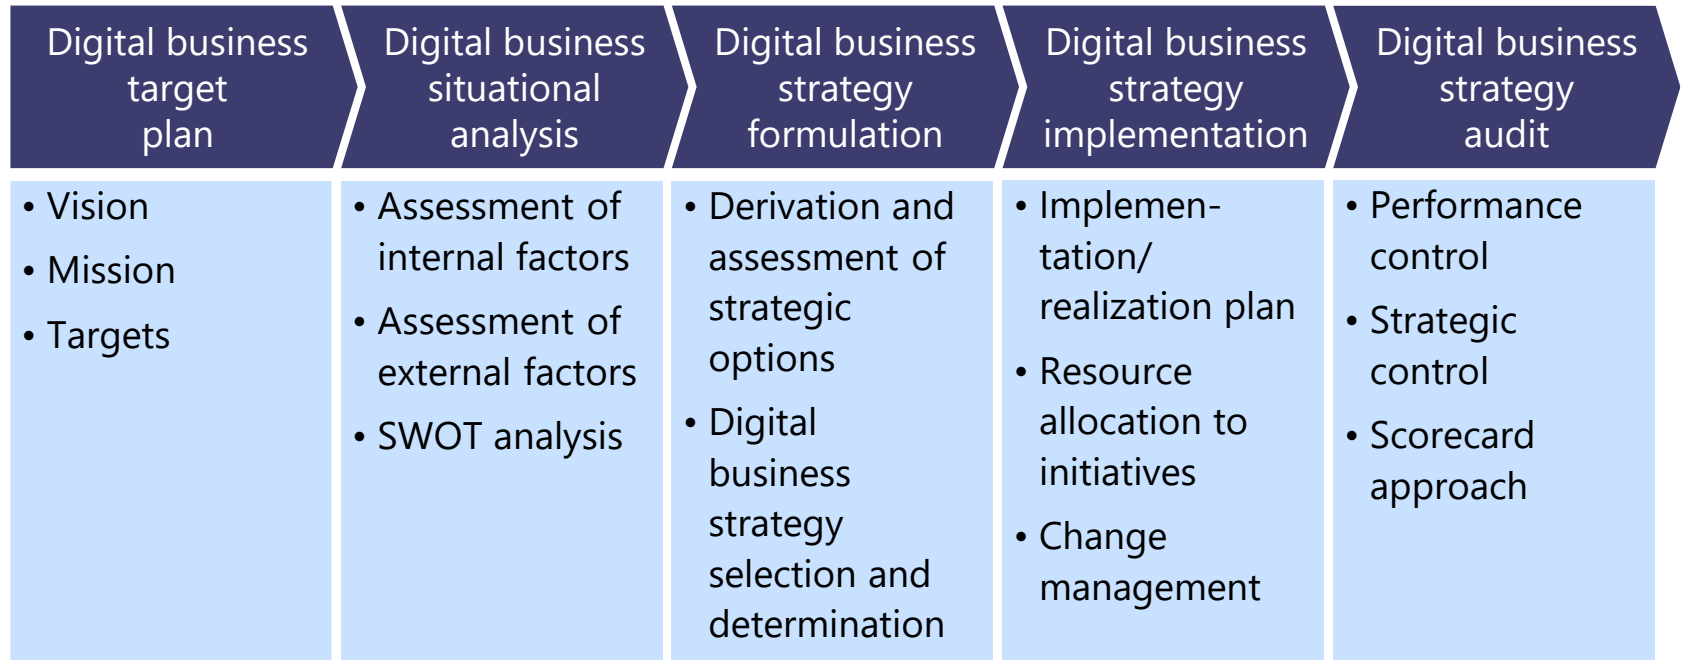 Digital business
target
plan
Digital business
situational
analysis
Digital business
strategy
formulation
Digital business
strategy
implementation
Digital business
strategy
audit
• Vision
• Mission
• Targets
• Assessment of
internal factors
• Assessment of
external factors
• SWOT analysis
• Derivation and
assessment of
strategic
options
• Digital
business
strategy
selection and
determination
• Implemen-
tation/
realization plan
• Resource
allocation to
initiatives
• Change
management
• Performance
control
• Strategic
control
• Scorecard
approach